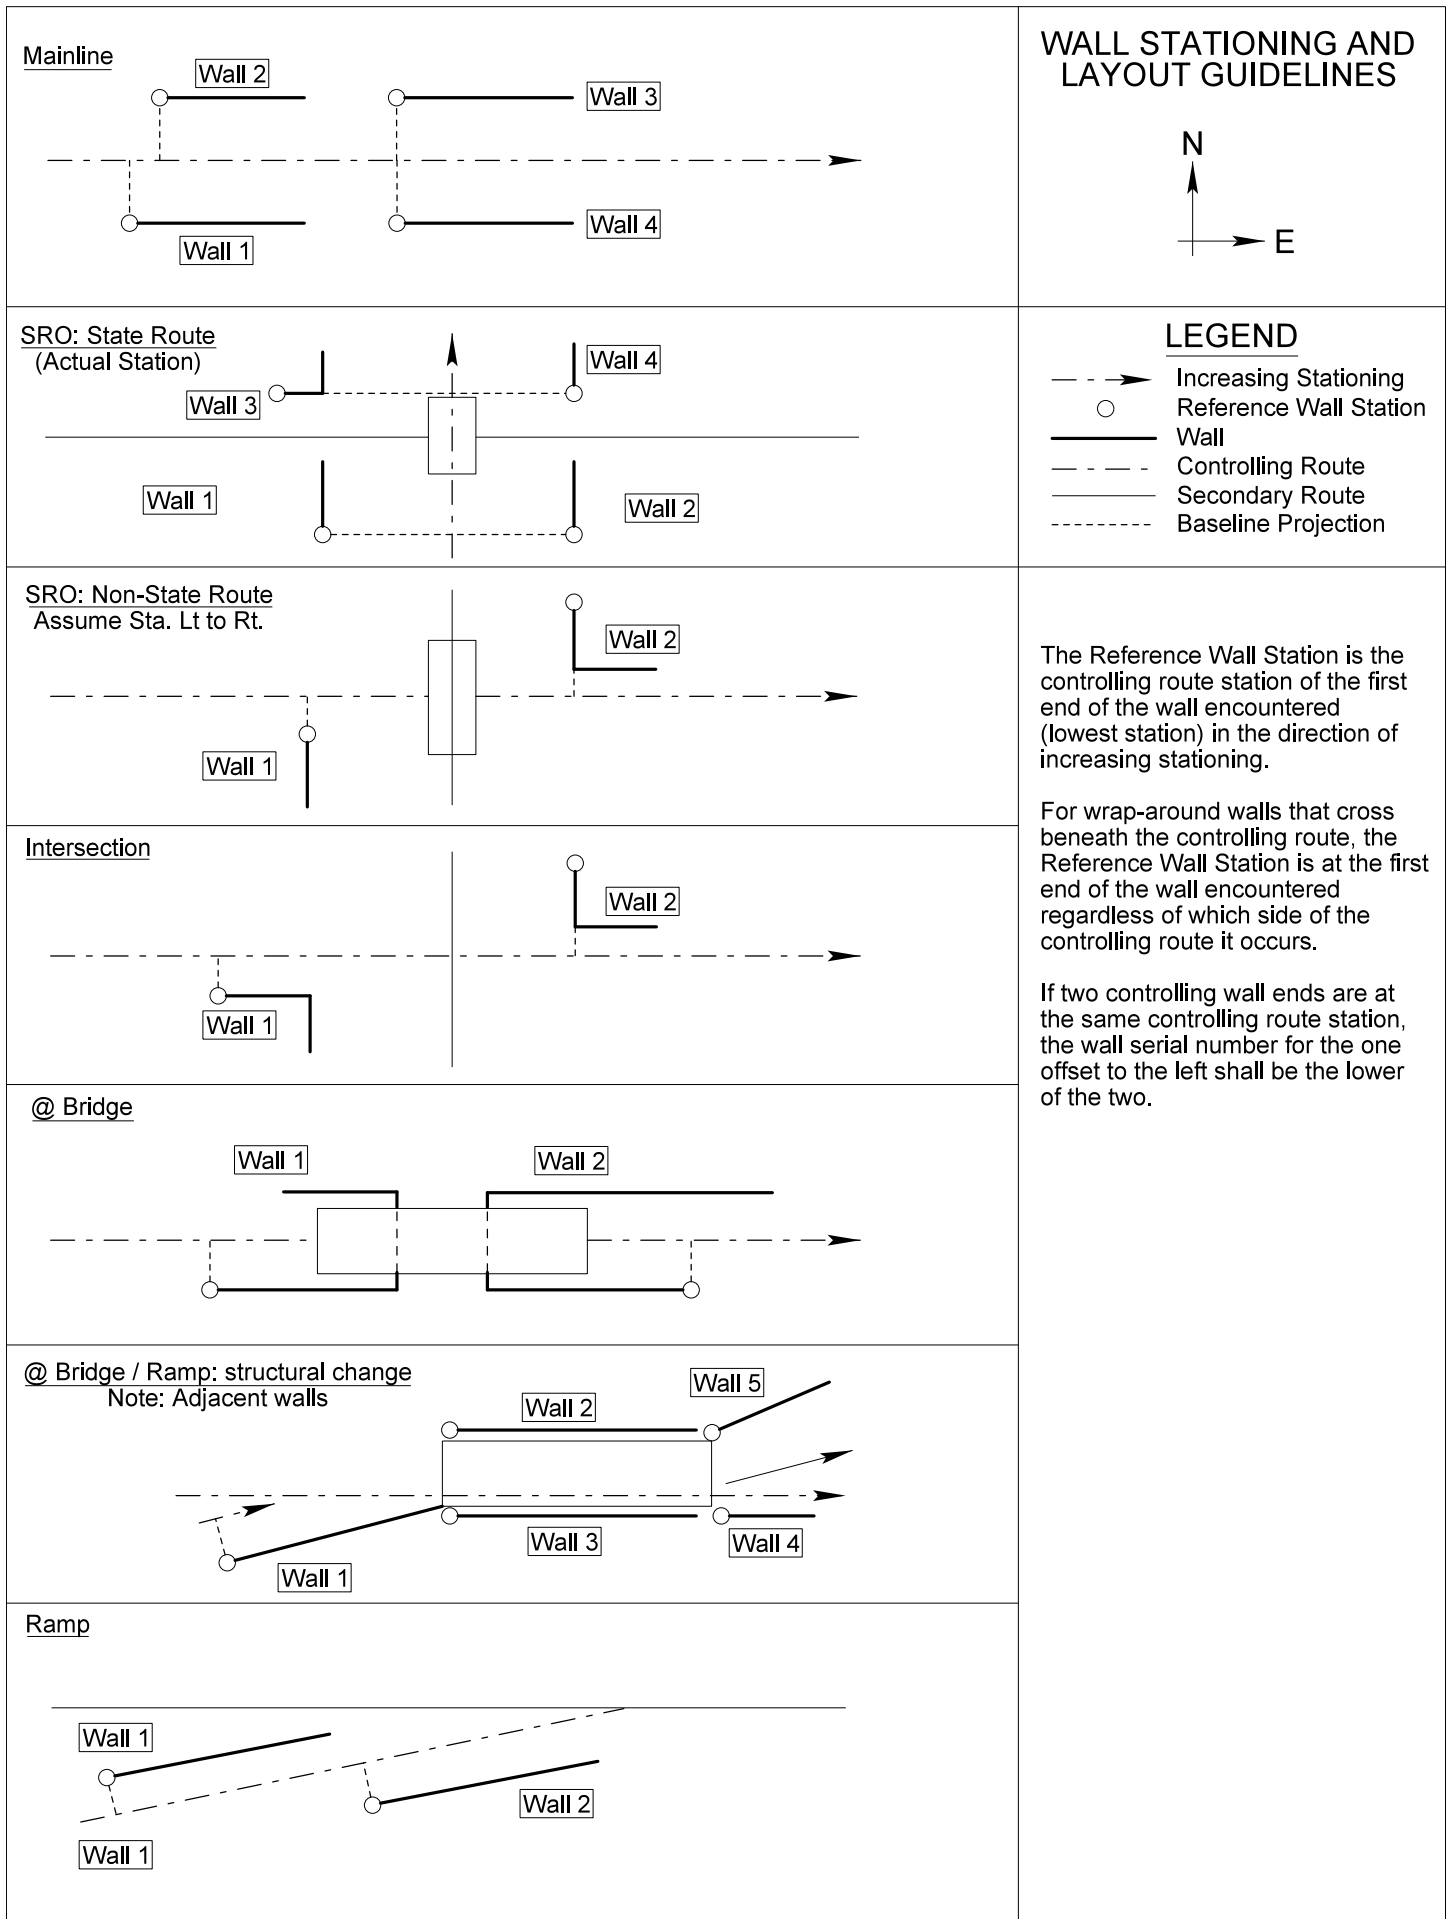 WALL STATIONING AND
LAYOUT GUIDELINES
N
E
Mainline
Wall 2
Wall 3
Wall 4
Wall 1
SRO: State Route
(Actual Station)
Wall 4
Wall 3
Wall 1
Wall 2
LEGEND
Increasing Stationing
Reference Wall Station
Wall
Controlling Route
Secondary Route
Baseline Projection
SRO: Non-State Route
Assume Sta. Lt to Rt.
Wall 2
Wall 1
Intersection
Wall 2
Wall 1
@ Bridge
Wall 1
Wall 2
@ Bridge / Ramp: structural change
Note: Adjacent walls
Wall 5
Wall 2
Wall 3
Wall 4
Wall 1
Ramp
Wall 1
Wall 2
Wall 1
The Reference Wall Station is the
controlling route station of the first
end of the wall encountered
(lowest station) in the direction of
increasing stationing.
For wrap-around walls that cross
beneath the controlling route, the
Reference Wall Station is at the first
end of the wall encountered
regardless of which side of the
controlling route it occurs.
If two controlling wall ends are at
the same controlling route station,
the wall serial number for the one
offset to the left shall be the lower
of the two.